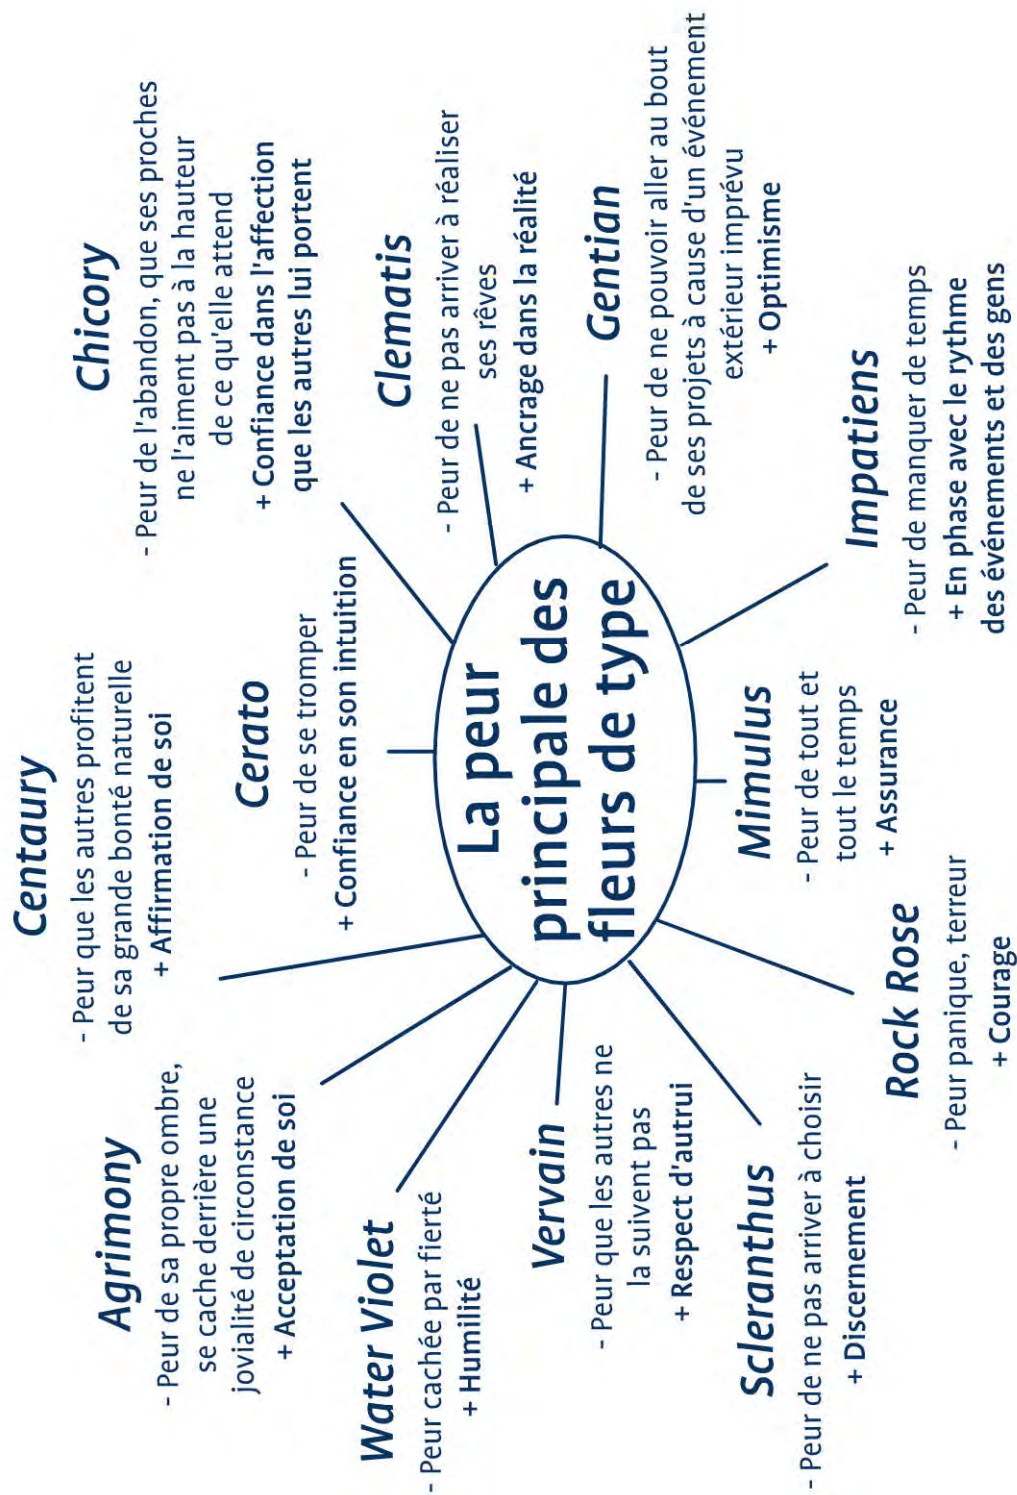 Centaury
- Peur que les autres profitent
de sa grande bonté naturelle
+ Affirmation de soi
Chicory
- Peur de l'abandon, que ses proches
ne l'aiment pas à la hauteur
de ce qu'elle attend
+ Confiance dans l'affection
que les autres lui portent
Agrimony
- Peur de sa propre ombre,
se cache derrière une
jovialité de circonstance
+ Acceptation de soi
Cerato
- Peur de se tromper
+ Confiance en son intuition
Clematis
- Peur de ne pas arriver à réaliser
ses rêves
+ Ancrage dans la réalité
Water Violet
- Peur cachée par fierté
+ Humilité
La peur
principale des
fleurs de type
Gentian
- Peur de ne pouvoir aller au bout
de ses projets à cause d'un événement
extérieur imprévu
+ Optimisme
Vervain
- Peur que les autres ne
la suivent pas
+ Respect d'autrui
Scleranthus
- Peur de ne pas arriver à choisir
+ Discernement
Mimulus
- Peur de tout et
tout le temps
+ Assurance
Impatiens
- Peur de manquer de temps
+ En phase avec le rythme
des événements et des gens
Rock Rose
- Peur panique, terreur
+ Courage